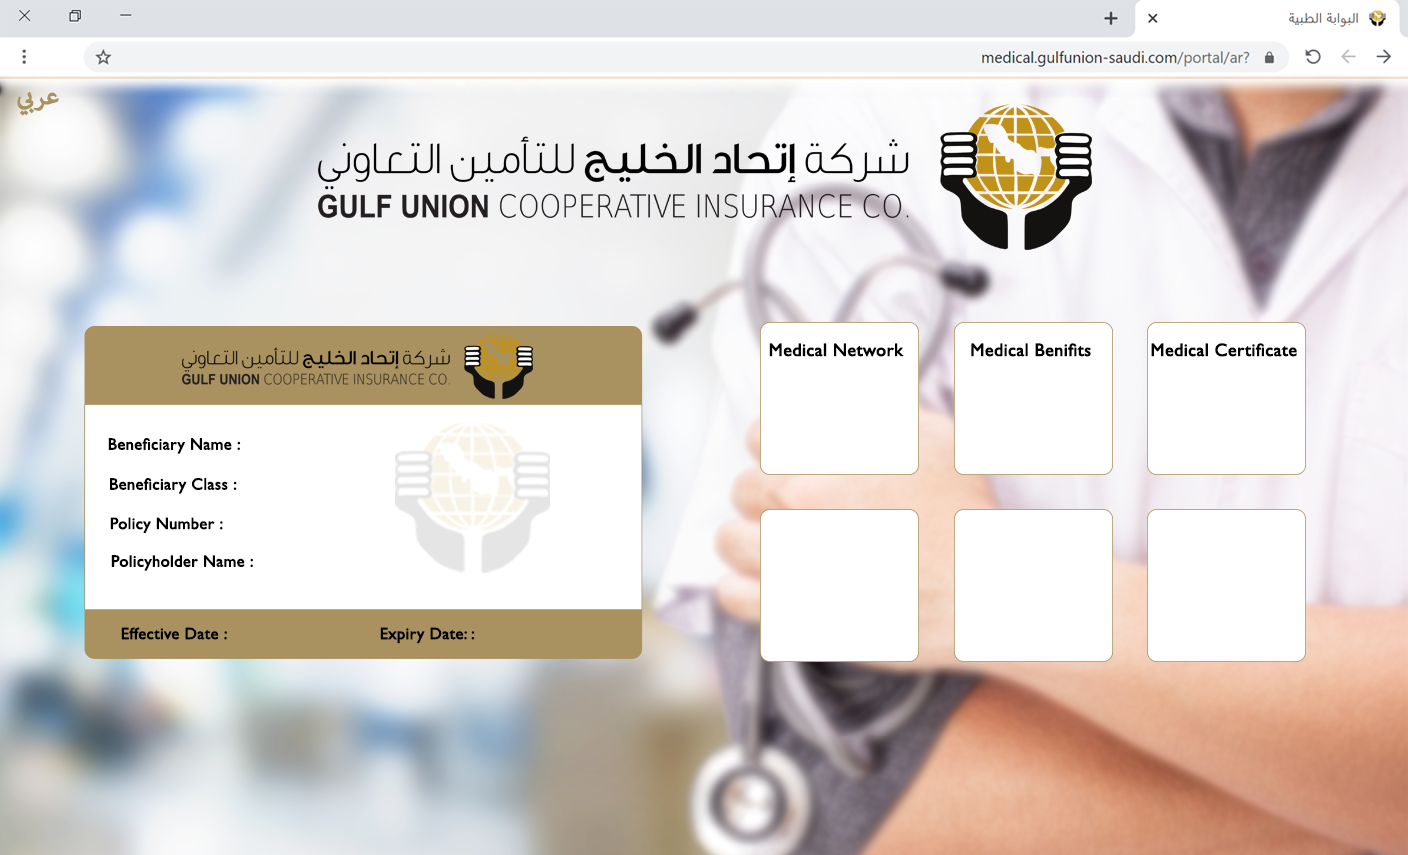 البوابة الطبية
medical.gulfunion-saudi.com/portal/ar?
عربي
شركة إتحاد الخليج للتأمين التعاوني
GULF UNION COOPERATIVE INSURANCE CO.
شركة إتحاد الخليج للتأمين التعاوني
GULF UNION COOPERATIVE INSURANCE CO.
Beneficiary Name :
Beneficiary Class :
Policy Number :
Policyholder Name :
Effective Date :
Expiry Date: :
Medical Network
Medical Benifits
Medical Certificate